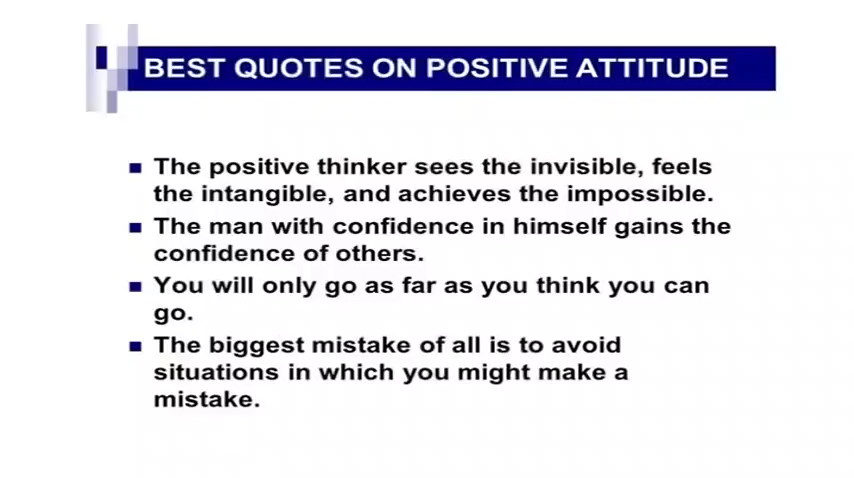 BEST QUOTES ON POSITIVE ATTITUDE
The positive thinker sees the invisible, feels
the intangible, and achieves the impossible.
The man with confidence in himself gains the
confidence of others.
You will only go as far as you think you can
go.
The biggest mistake of all is to avoid
situations in which you might make a
mistake.